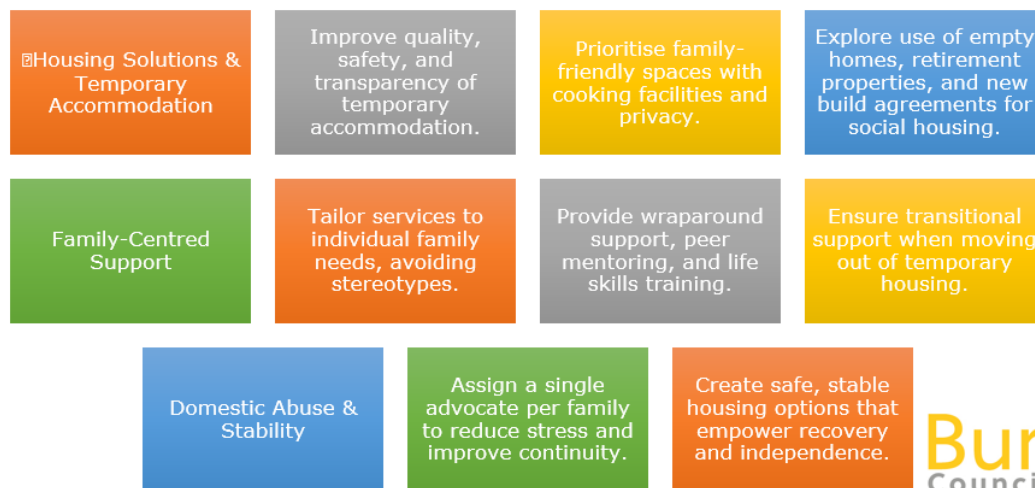 Housing Solutions &
Temporary
Accommodation
Improve quality,
safety, and
transparency of
temporary
accommodation.
Prioritise family-
friendly spaces with
cooking facilities and
privacy.
Explore use of empty
homes, retirement
properties, and new
build agreements for
social housing.
Family-Centred
Support
Tailor services to
individual family
needs, avoiding
stereotypes.
Provide wraparound
support, peer
mentoring, and life
skills training.
Ensure transitional
support when moving
out of temporary
housing.
Domestic Abuse &
Stability
Assign a single
advocate per family
to reduce stress and
improve continuity.
Create safe, stable
housing options that
empower recovery
and independence.
Bur
Counci